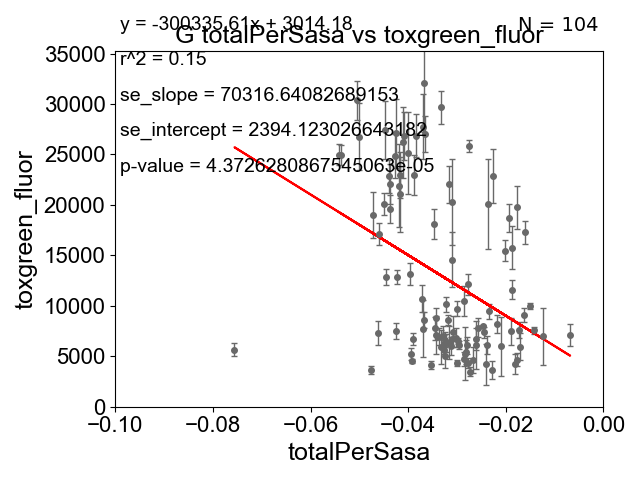 y = -300335.61x + 3014.18
N = 104
G totalPerSasa vs toxgreen_fluor
r^2 = 0.15
se_slope = 70316.64082689153
se_intercept = 2394.123026643182
p-value = 4.3726280867545063e-05
35000
30000
25000
20000
15000
10000
5000
0
toxgreen_fluor
−0.10 −0.08 −0.06 −0.04 −0.02 0.00
totalPerSasa